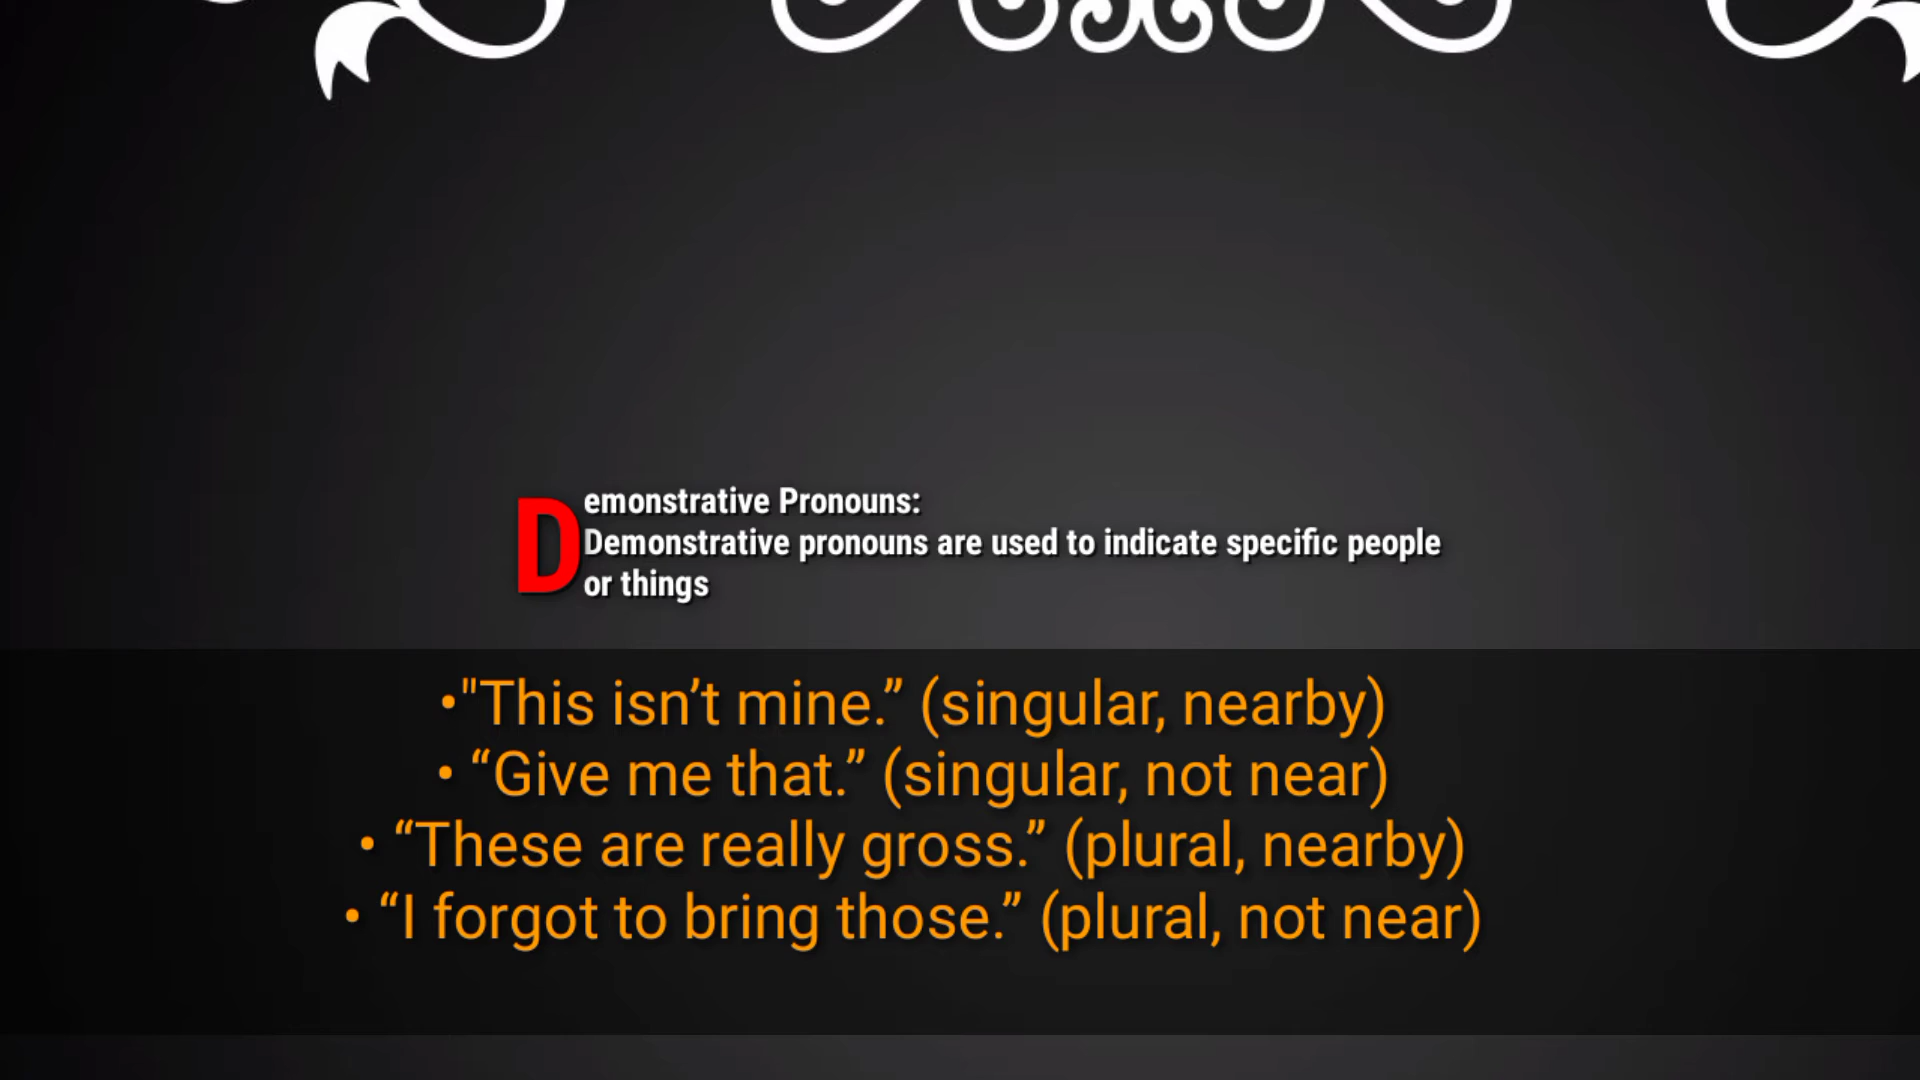 Demonstrative Pronouns:
Demonstrative pronouns are used to indicate specific people
or things
•"This isn’t mine.” (singular, nearby)
• “Give me that.” (singular, not near)
• “These are really gross.” (plural, nearby)
• “I forgot to bring those.” (plural, not near)